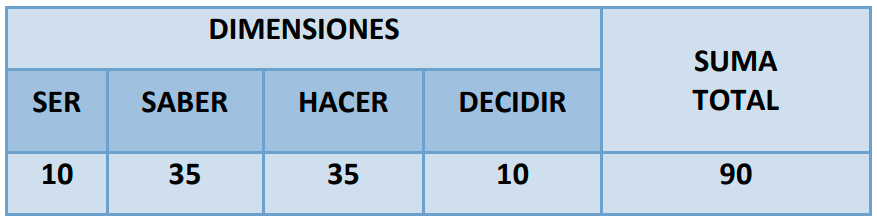 DIMENSIONES
SUMA
TOTAL
SER SABER HACER DECIDIR
10 35 35 10 90